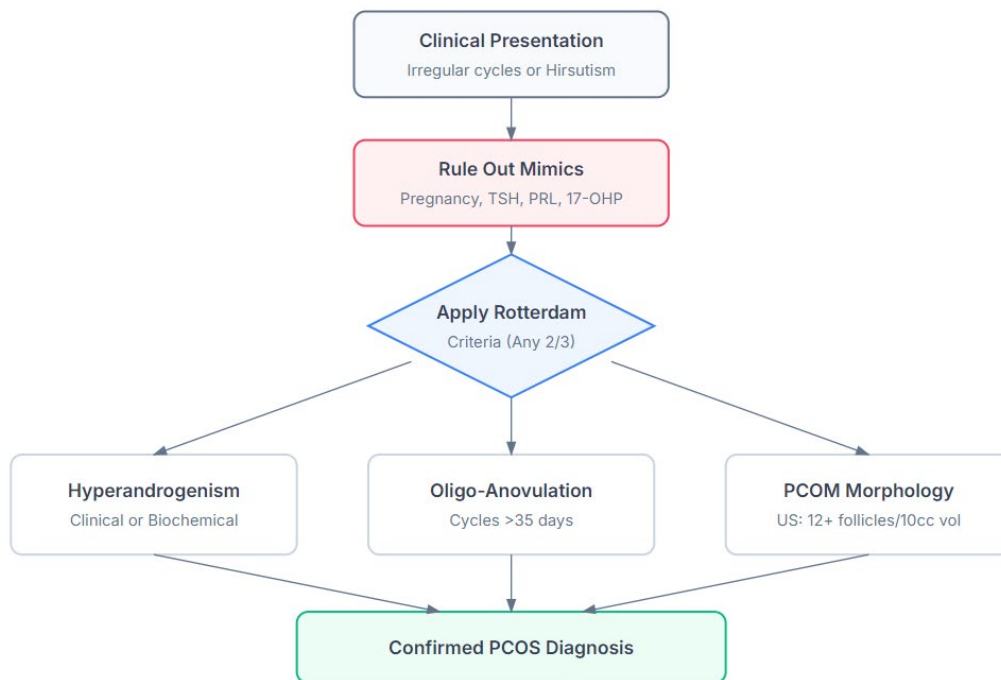 Clinical Presentation
Irregular cycles or Hirsutism
Rule Out Mimics
Pregnancy, TSH, PRL, 17-OHP
Apply Rotterdam
Criteria (Any 2/3)
Hyperandrogenism
Clinical or Biochemical
Oligo-Anovulation
Cycles >35 days
PCOM Morphology
US: 12+ follicles/10cc vol
Confirmed PCOS Diagnosis